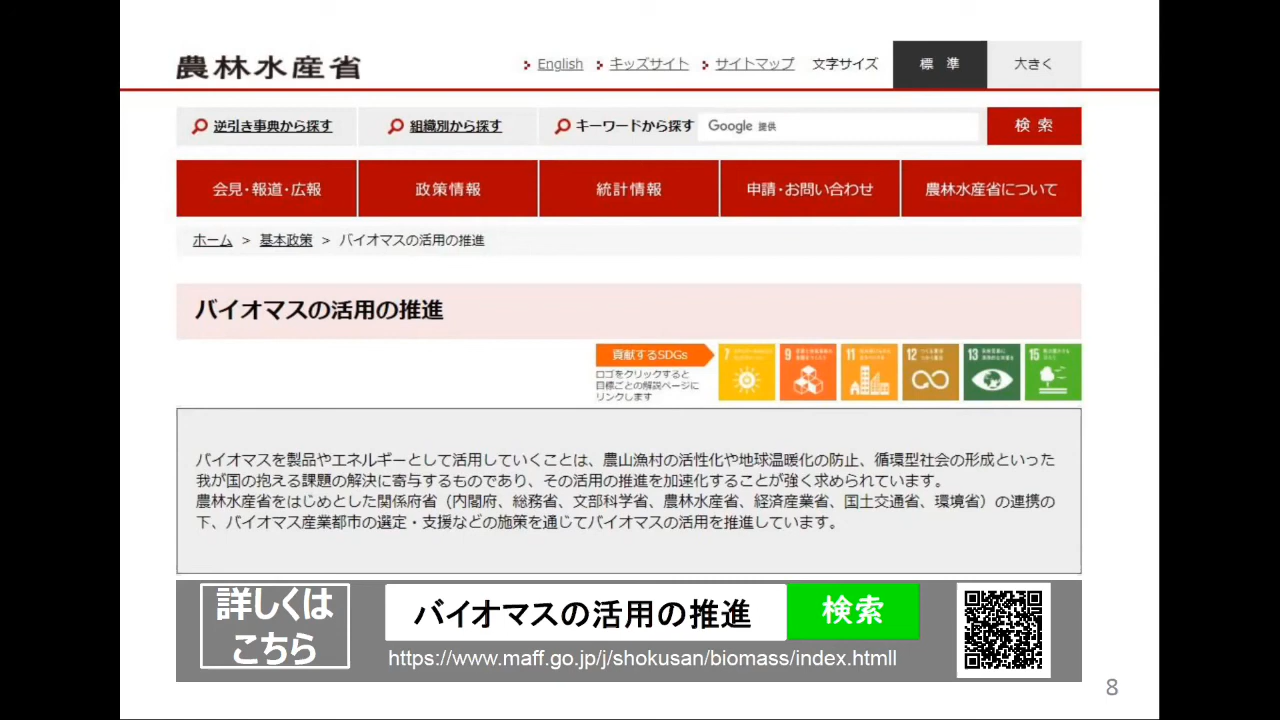 農林水産省
English キッズサイト サイトマップ 文字サイズ 標準 大きく
逆引き事典から探す 組織別から探す キーワードから探す Google 提供 検索
会見・報道・広報 政策情報 統計情報 申請・お問い合わせ 農林水産省について
ホーム > 基本政策 > バイオマスの活用の推進
バイオマスの活用の推進
貢献するSDGs
ロゴをクリックすると
目標ごとの解説ページに
リンクします
7 9 11 12 13 15
バイオマスを製品やエネルギーとして活用していくことは、農山漁村の活性化や地球温暖化の防止、循環型社会の形成といった
我が国の抱える課題の解決に寄与するものであり、その活用の推進を加速化することが強く求められています。
農林水産省をはじめとした関係府省（内閣府、総務省、文部科学省、農林水産省、経済産業省、国土交通省、環境省）の連携の
下、バイオマス産業都市の選定・支援などの施策を通じてバイオマスの活用を推進しています。
詳しくは
こちら
バイオマスの活用の推進 検索
https://www.maff.go.jp/j/shokusan/biomass/index.htmll
8